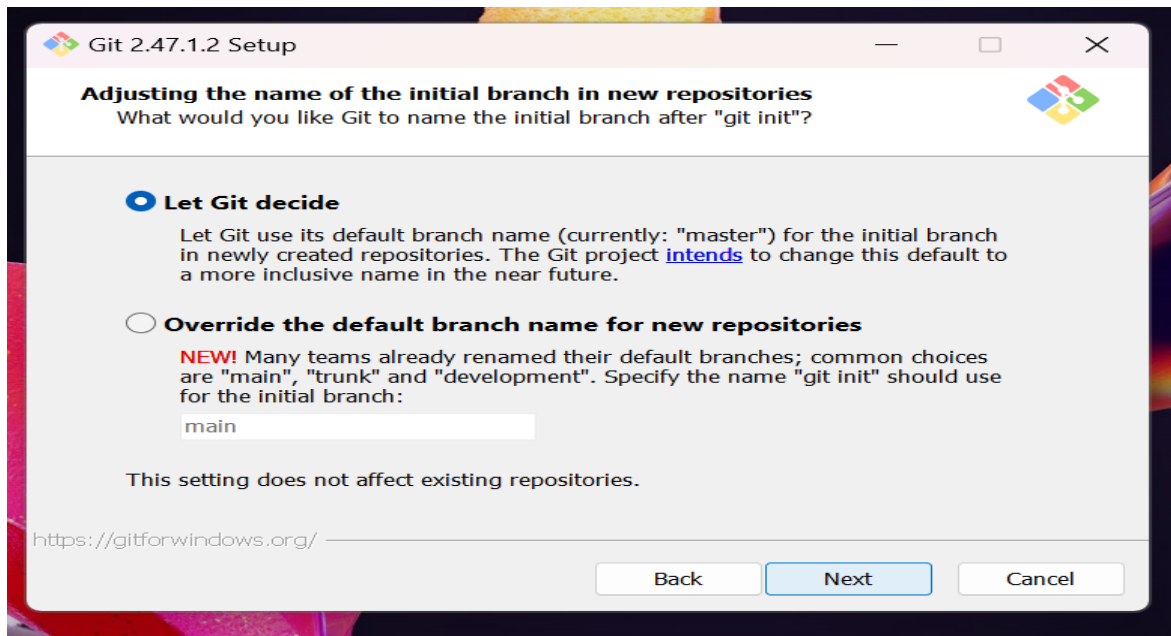 Git 2.47.1.2 Setup
Adjusting the name of the initial branch in new repositories
What would you like Git to name the initial branch after "git init"?
Let Git decide
Let Git use its default branch name (currently: "master") for the initial branch
in newly created repositories. The Git project intends to change this default to
a more inclusive name in the near future.
Override the default branch name for new repositories
NEW! Many teams already renamed their default branches; common choices
are "main", "trunk" and "development". Specify the name "git init" should use
for the initial branch:
main
This setting does not affect existing repositories.
https://gitforwindows.org/
Back Next Cancel